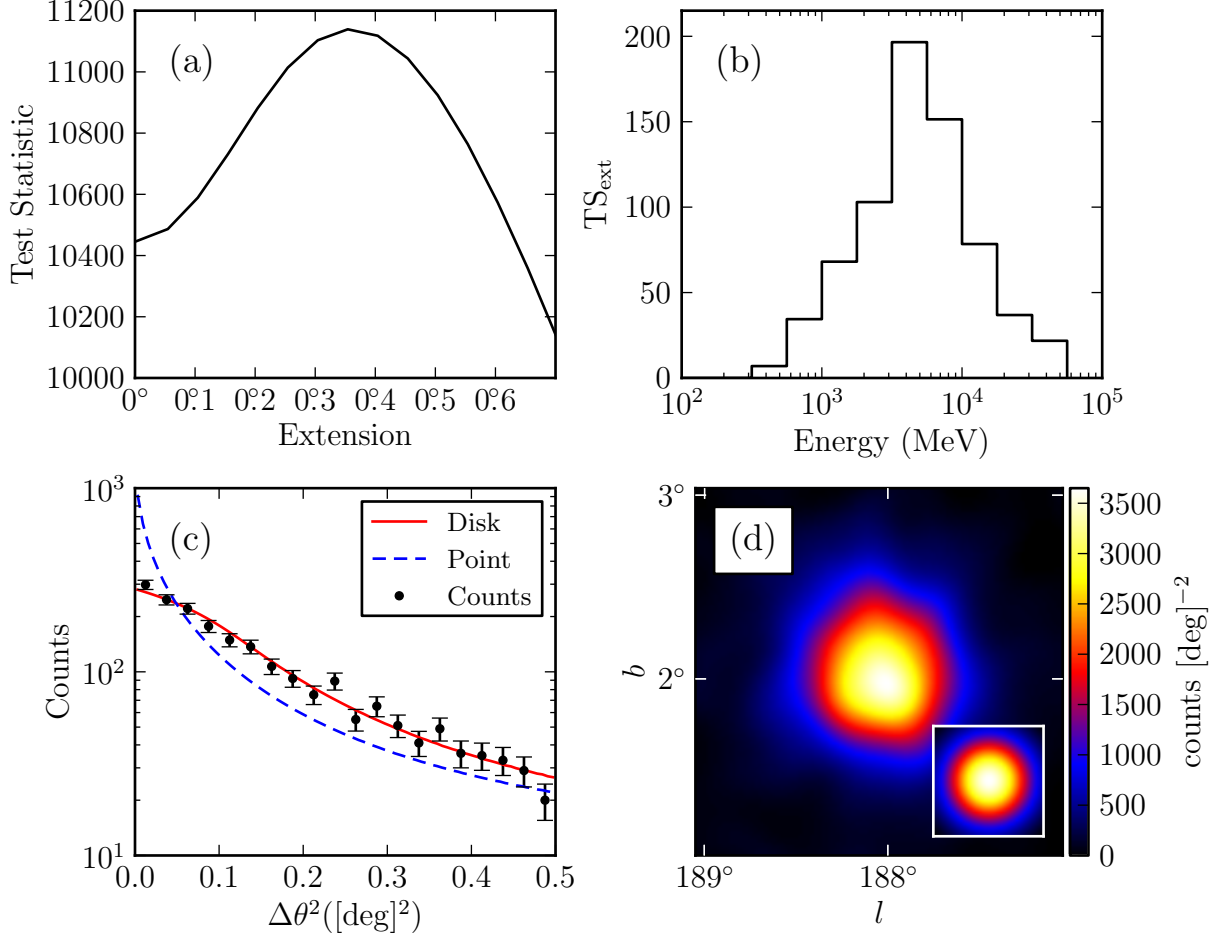 (a)
Test Statistic
11200
11000
10800
10600
10400
10200
10000
0° 0.°1 0.°2 0.°3 0.°4 0.°5 0.°6
Extension
(b)
TS_ext
200
150
100
50
0
10² 10³ 10⁴ 10⁵
Energy (MeV)
(c)
Counts
10³
10²
10¹
Disk
Point
Counts
0.0 0.1 0.2 0.3 0.4 0.5
Δθ²([deg]²)
(d)
b
3°
2°
189° 188°
l
3500
3000
2500
2000
1500
1000
500
0
counts [deg]⁻²